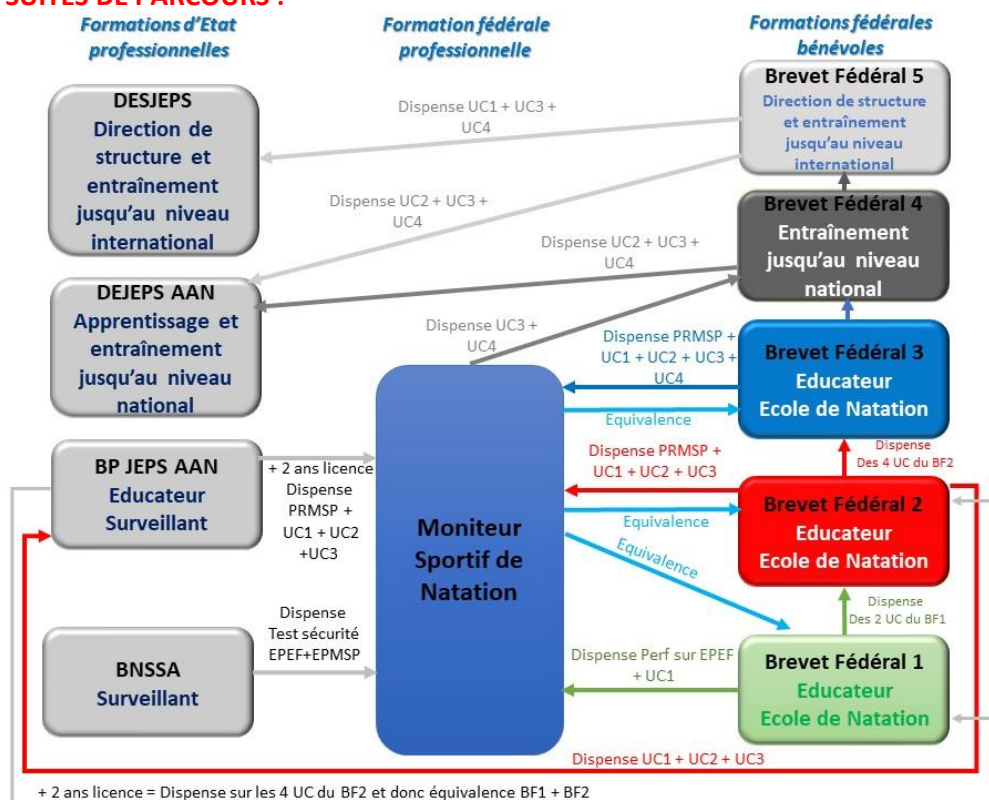 SUITES DE PARCOURS :
Formations d'Etat
professionnelles
Formation fédérale
professionnelle
Formations fédérales
bénévoles
DESJEPS
Direction de
structure et
entraînement
jusqu'au niveau
international
Dispense UC1 + UC3 +
UC4
Brevet Fédéral 5
Direction de structure
et entraînement
jusqu'au niveau
international
Dispense UC2 + UC3 +
UC4
Brevet Fédéral 4
Entraînement
jusqu'au niveau
national
Dispense UC2 + UC3 +
UC4
DEJEPS AAN
Apprentissage et
entraînement
jusqu'au niveau
national
Dispense UC3 +
UC4
Dispense PRMSP +
UC1 + UC2 + UC3 +
UC4
Equivalence
Brevet Fédéral 3
Educateur
Ecole de Natation
Dispense
Des 4 UC du BF2
BP JEPS AAN
Educateur
Surveillant
+ 2 ans licence
Dispense
PRMSP +
UC1 + UC2
+UC3
Moniteur
Sportif de
Natation
Dispense PRMSP +
UC1 + UC2 + UC3
Equivalence
Equivalence
Brevet Fédéral 2
Educateur
Ecole de Natation
Dispense
Des 2 UC du BF1
BNSSA
Surveillant
Dispense
Test sécurité
EPEF+EPMSP
Dispense Perf sur EPEF
+ UC1
Brevet Fédéral 1
Educateur
Ecole de Natation
Dispense UC1 + UC2 + UC3
+ 2 ans licence = Dispense sur les 4 UC du BF2 et donc équivalence BF1 + BF2